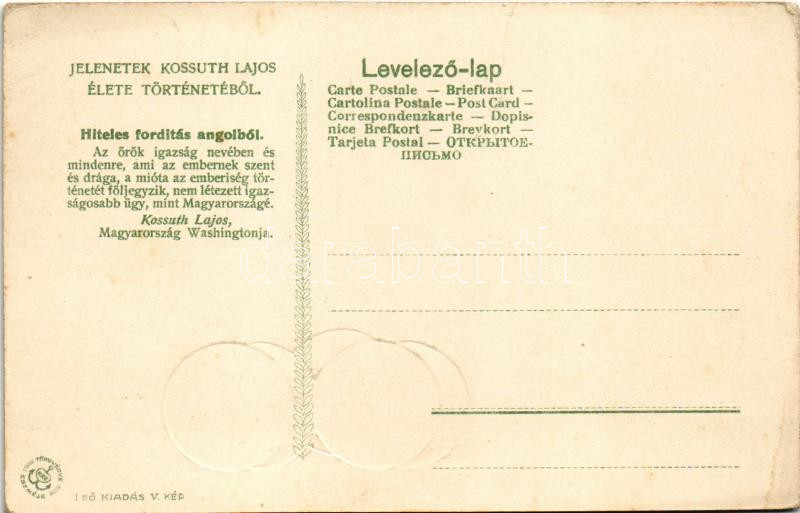 JELENETEK KOSSUTH LAJOS
ÉLETE TÖRTÉNETÉBŐL.
Hiteles forditás angolból.
Az örök igazság nevében és
mindenre, ami az embernek szent
és drága, a mióta az emberiség tör-
ténetét följegyzik, nem létezett igaz-
ságosabb ügy, mint Magyarországé.
Kossuth Lajos,
Magyarország Washingtonja.
Levelező-lap
Carte Postale — Briefkaart —
Cartolina Postale — Post Card —
Correspondenzkarte — Dopis-
nice Brefkort — Brevkort —
Tarjeta Postal — ОТКРЫТОЕ-
ПИСЬМО
darabanth
I SŐ KIADÁS V. KÉP